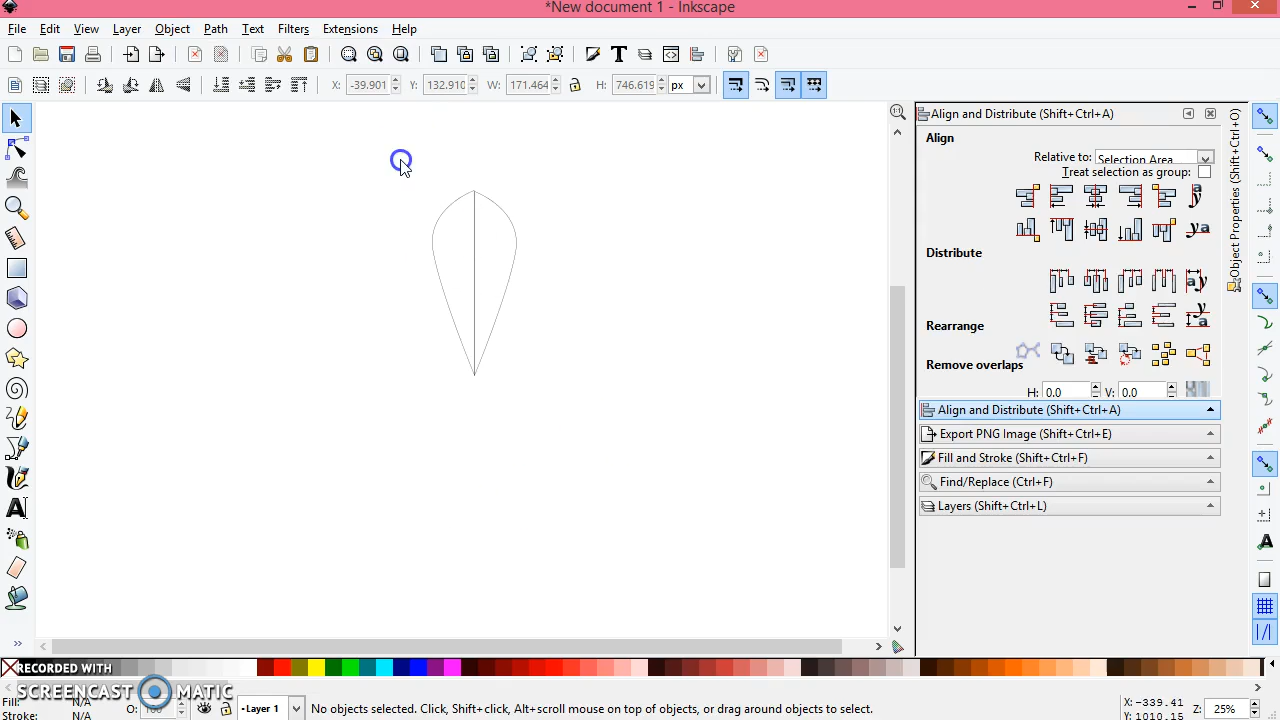 *New document 1 - Inkscape
File Edit View Layer Object Path Text Filters Extensions Help
X: -39.901 Y: 132.910 W: 171.464 H: 746.619 px
1:1
Align and Distribute (Shift+Ctrl+A)
Align
Relative to: Selection Area
Treat selection as group:
Distribute
Rearrange
Remove overlaps
H: 0.0 V: 0.0
Align and Distribute (Shift+Ctrl+A)
Export PNG Image (Shift+Ctrl+E)
Fill and Stroke (Shift+Ctrl+F)
Find/Replace (Ctrl+F)
Layers (Shift+Ctrl+L)
Object Properties (Shift+Ctrl+O)
RECORDED WITH
SCREENCAST MATIC
Fill: N/A
Stroke: N/A
O: 100
Layer 1
No objects selected. Click, Shift+click, Alt+scroll mouse on top of objects, or drag around objects to select.
X: -339.41
Y: 1010.15
Z: 25%